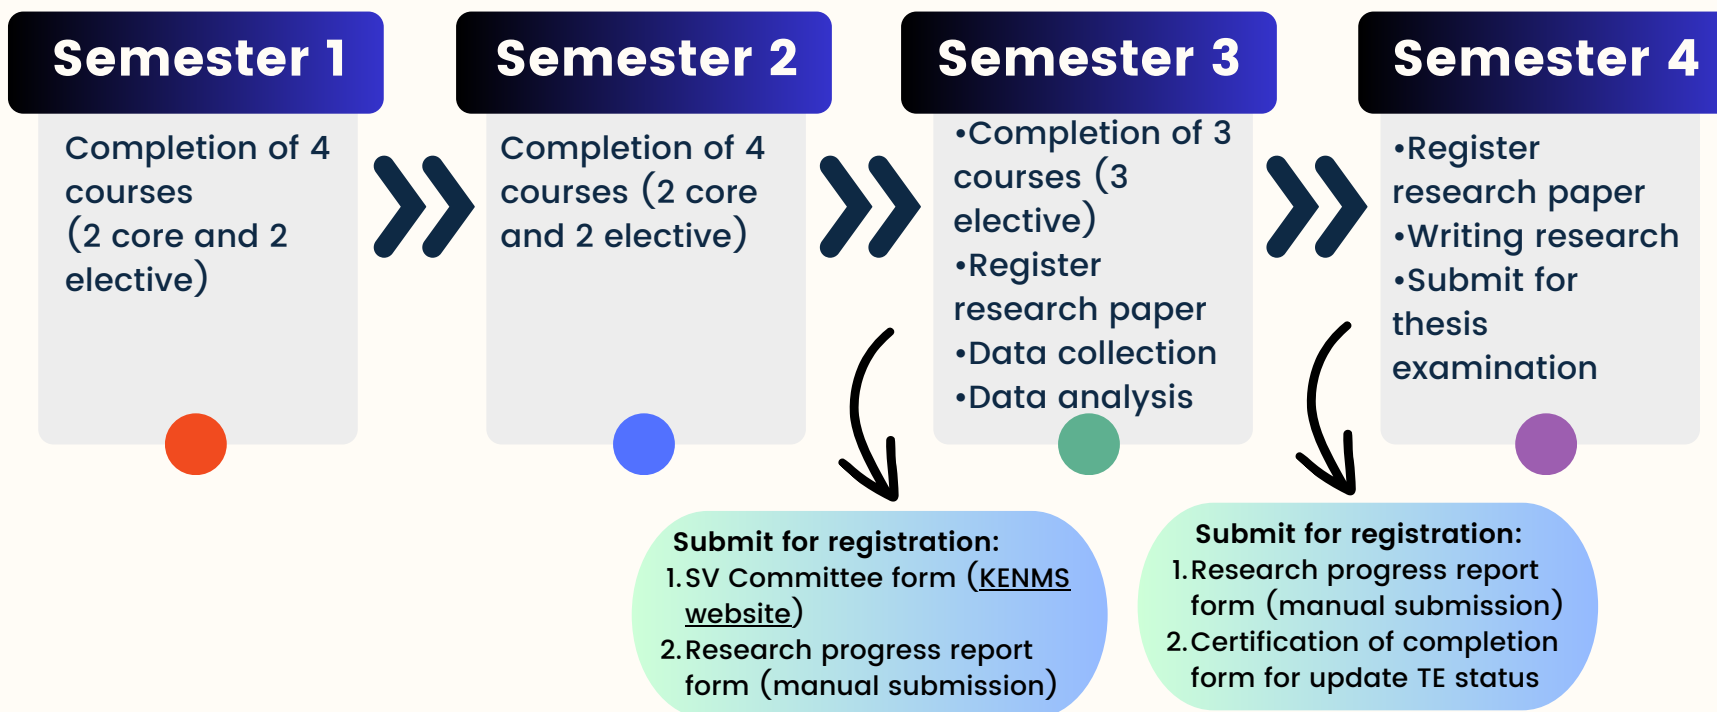 Semester 1
Completion of 4
courses
(2 core and 2
elective)
Semester 2
Completion of 4
courses (2 core
and 2 elective)
Semester 3
•Completion of 3
courses (3
elective)
•Register
research paper
•Data collection
•Data analysis
Semester 4
•Register
research paper
•Writing research
•Submit for
thesis
examination
Submit for registration:
1.SV Committee form (KENMS
website)
2.Research progress report
form (manual submission)
Submit for registration:
1.Research progress report
form (manual submission)
2.Certification of completion
form for update TE status